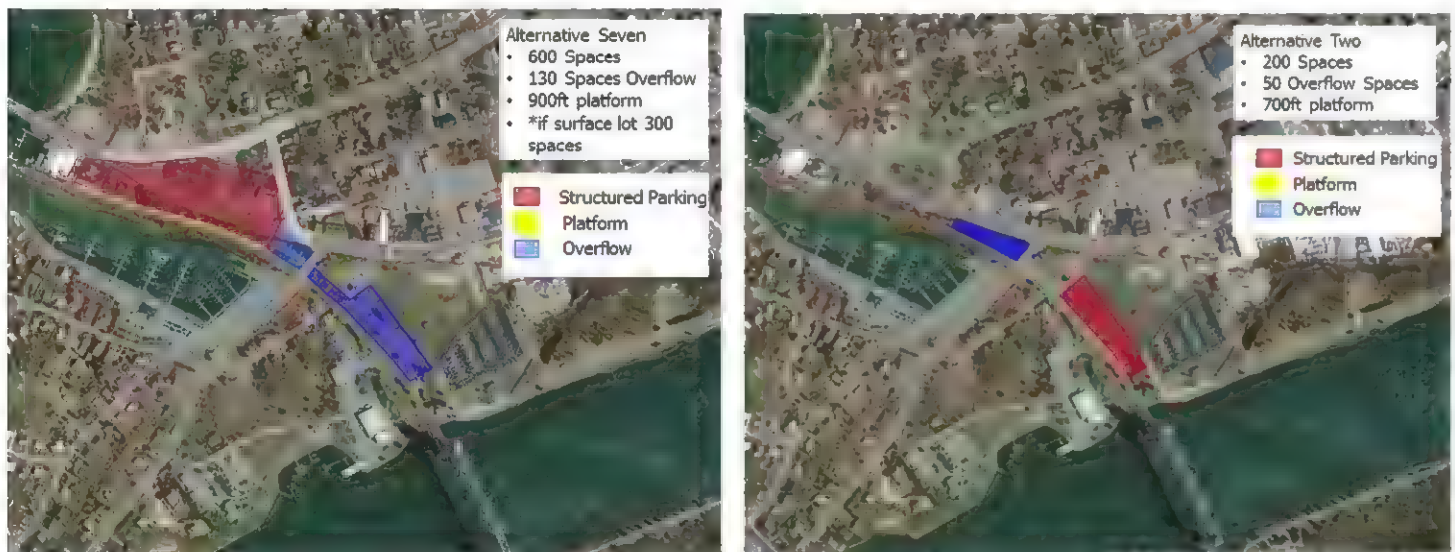 Alternative Seven
• 600 Spaces
• 130 Spaces Overflow
• 900ft platform
• *if surface lot 300
spaces
Structured Parking
Platform
Overflow
Alternative Two
• 200 Spaces
• 50 Overflow Spaces
• 700ft platform
Structured Parking
Platform
Overflow